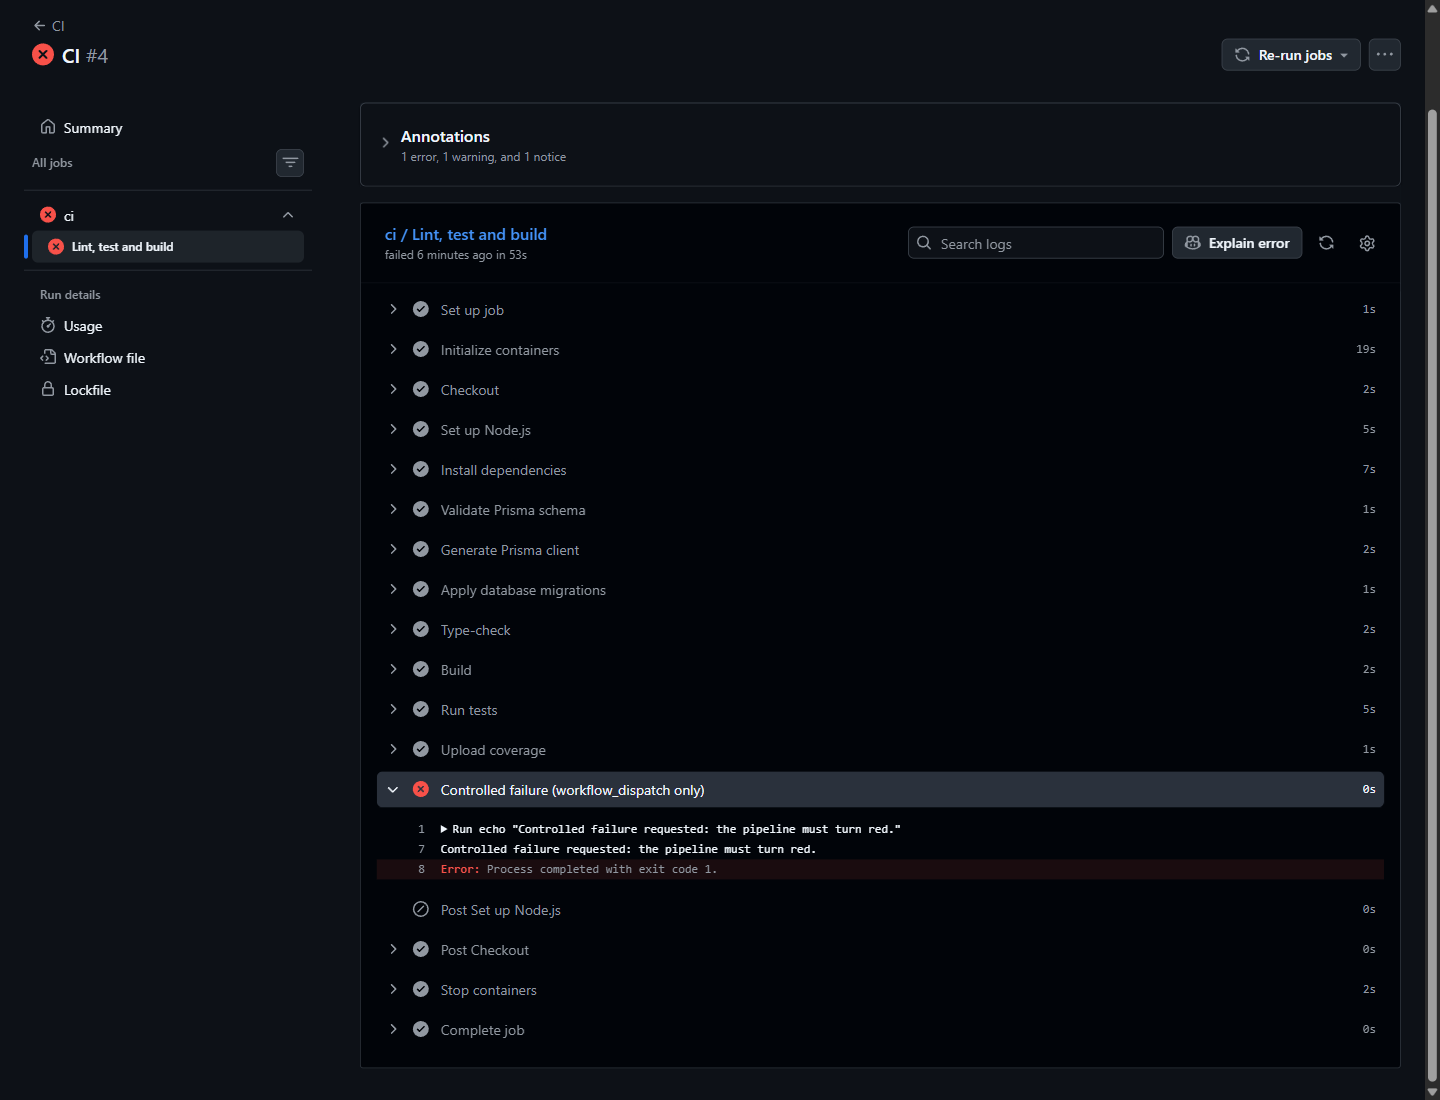 CI
CI #4
Re-run jobs
Summary
All jobs
ci
Lint, test and build
Run details
Usage
Workflow file
Lockfile
Annotations
1 error, 1 warning, and 1 notice
ci / Lint, test and build
failed 6 minutes ago in 53s
Search logs
Explain error
Set up job 1s
Initialize containers 19s
Checkout 2s
Set up Node.js 5s
Install dependencies 7s
Validate Prisma schema 1s
Generate Prisma client 2s
Apply database migrations 1s
Type-check 2s
Build 2s
Run tests 5s
Upload coverage 1s
Controlled failure (workflow_dispatch only) 0s
1 Run echo "Controlled failure requested: the pipeline must turn red."
7 Controlled failure requested: the pipeline must turn red.
8 Error: Process completed with exit code 1.
Post Set up Node.js 0s
Post Checkout 0s
Stop containers 2s
Complete job 0s